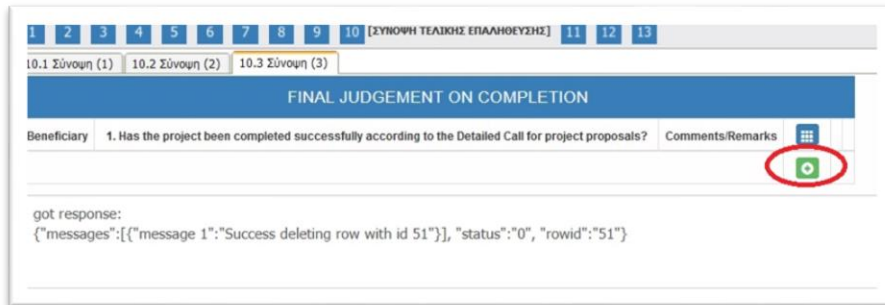 1 2 3 4 5 6 7 8 9 10 [ΣΥΝΟΨΗ ΤΕΛΙΚΗΣ ΕΠΑΛΗΘΕΥΣΗΣ] 11 12 13
10.1 Σύνοψη (1) 10.2 Σύνοψη (2) 10.3 Σύνοψη (3)
FINAL JUDGEMENT ON COMPLETION
Beneficiary 1. Has the project been completed successfully according to the Detailed Call for project proposals? Comments/Remarks
got response:
{"messages":[{"message 1":"Success deleting row with id 51"}], "status":"0", "rowid":"51"}